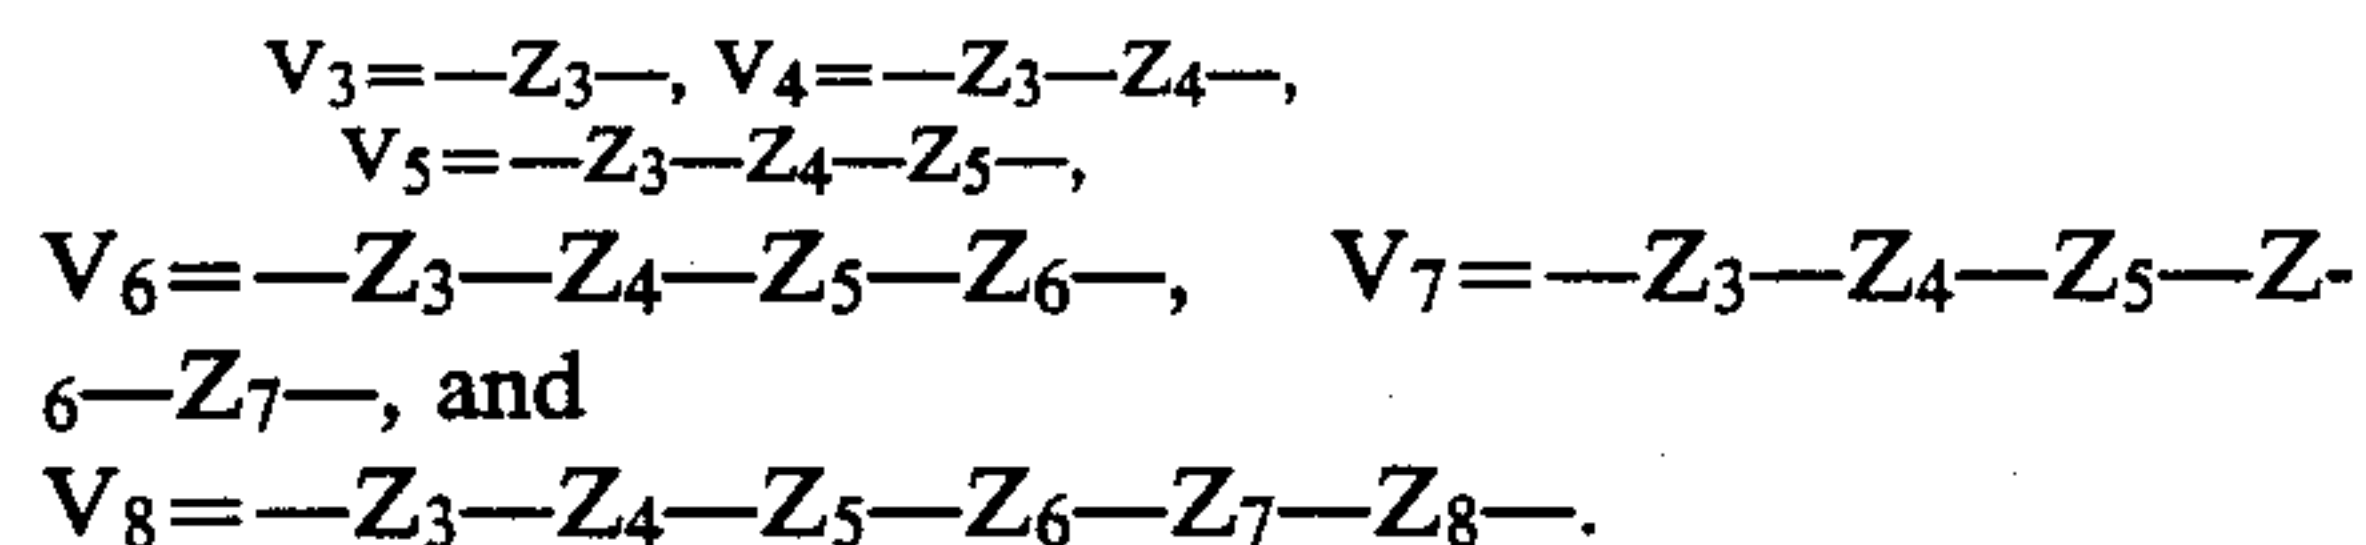 V₃=—Z₃—, V₄=—Z₃—Z₄—,
V₅=—Z₃—Z₄—Z₅—,
V₆=—Z₃—Z₄—Z₅—Z₆—, V₇=—Z₃—Z₄—Z₅—Z-
₆—Z₇—, and
V₈=—Z₃—Z₄—Z₅—Z₆—Z₇—Z₈—.